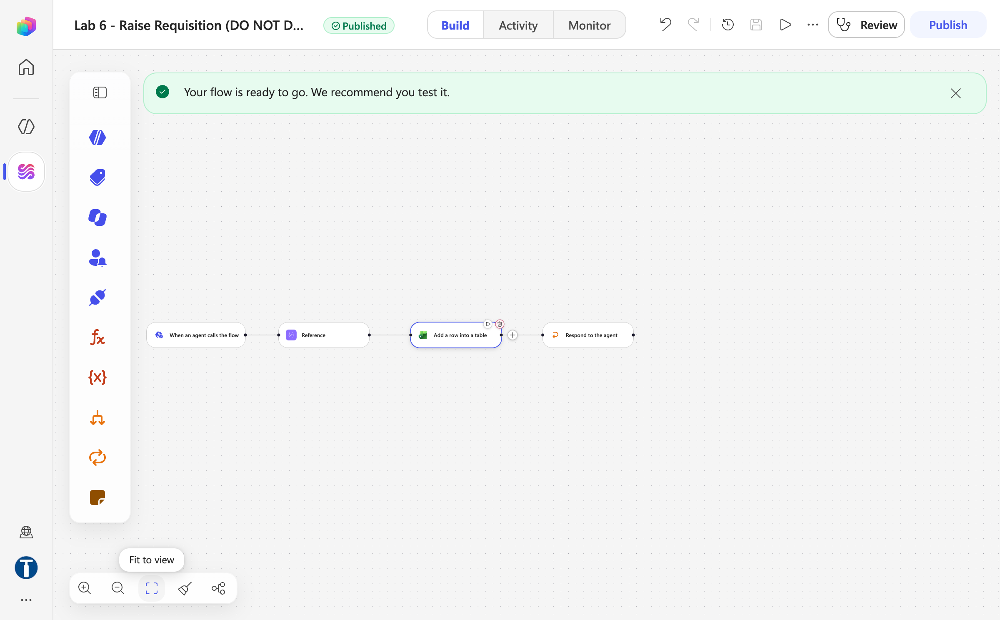 Lab 6 - Raise Requisition (DO NOT D...
Published
Build
Activity
Monitor
Review
Publish
Your flow is ready to go. We recommend you test it.
When an agent calls the flow
Reference
Add a row into a table
Respond to the agent
Fit to view